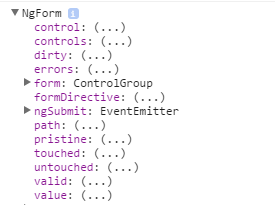 ▼ NgForm i
control: (...)
controls: (...)
dirty: (...)
errors: (...)
▶ form: ControlGroup
formDirective: (...)
▶ ngSubmit: EventEmitter
path: (...)
pristine: (...)
touched: (...)
untouched: (...)
valid: (...)
value: (...)